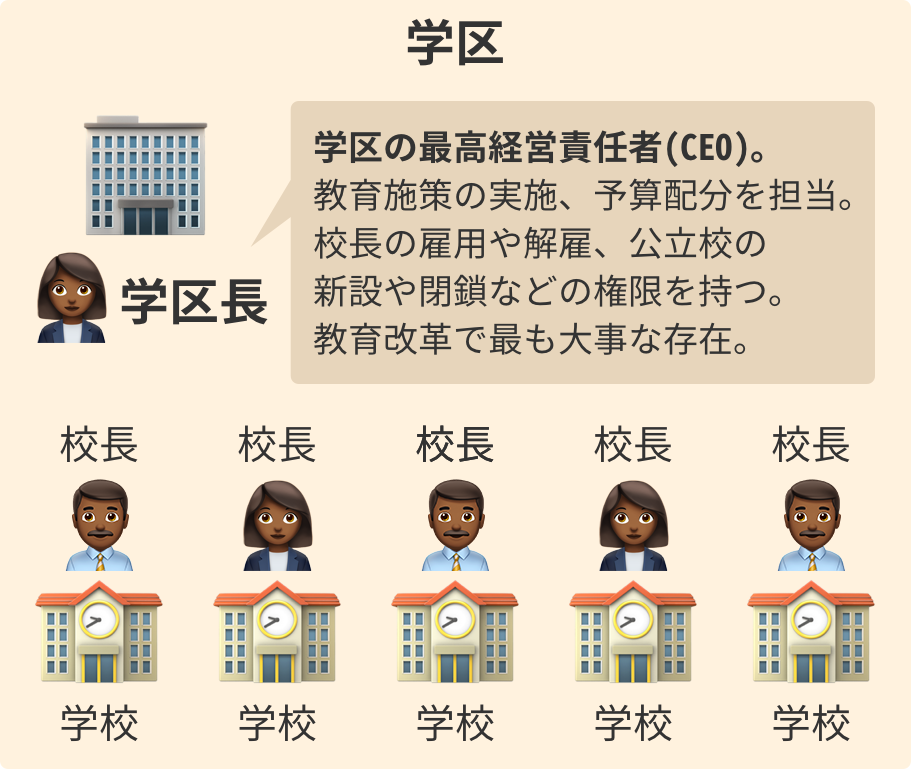 学区
学区の最高経営責任者(CEO)。
教育施策の実施、予算配分を担当。
校長の雇用や解雇、公立校の
新設や閉鎖などの権限を持つ。
教育改革で最も大事な存在。
学区長
校長 校長 校長 校長 校長
学校 学校 学校 学校 学校